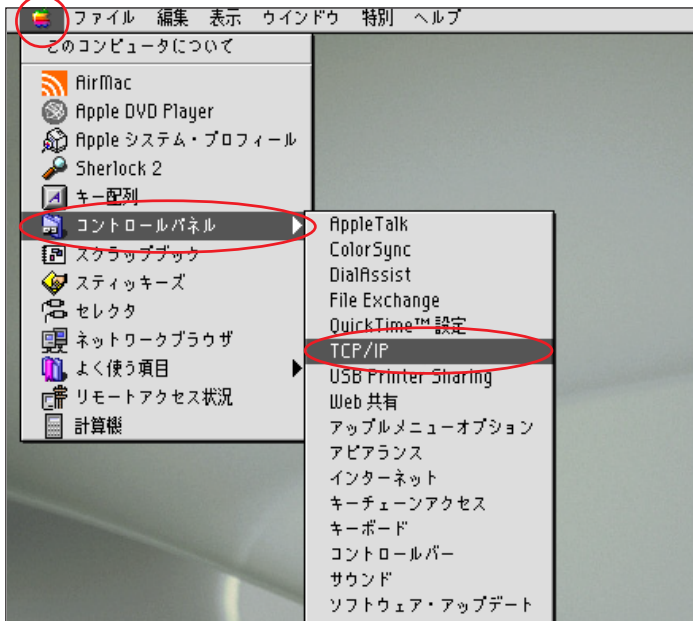 ファイル 編集 表示 ウインドウ 特別 ヘルプ
このコンピュータについて
AirMac
Apple DVD Player
Apple システム・プロフィール
Sherlock 2
キー配列
コントロールパネル
スクラップブック
スティッキーズ
セレクタ
ネットワークブラウザ
よく使う項目
リモートアクセス状況
計算機
AppleTalk
ColorSync
DialAssist
File Exchange
QuickTime™ 設定
TCP/IP
USB Printer Sharing
Web 共有
アップルメニューオプション
アピアランス
インターネット
キーチェーンアクセス
キーボード
コントロールバー
サウンド
ソフトウェア・アップデート